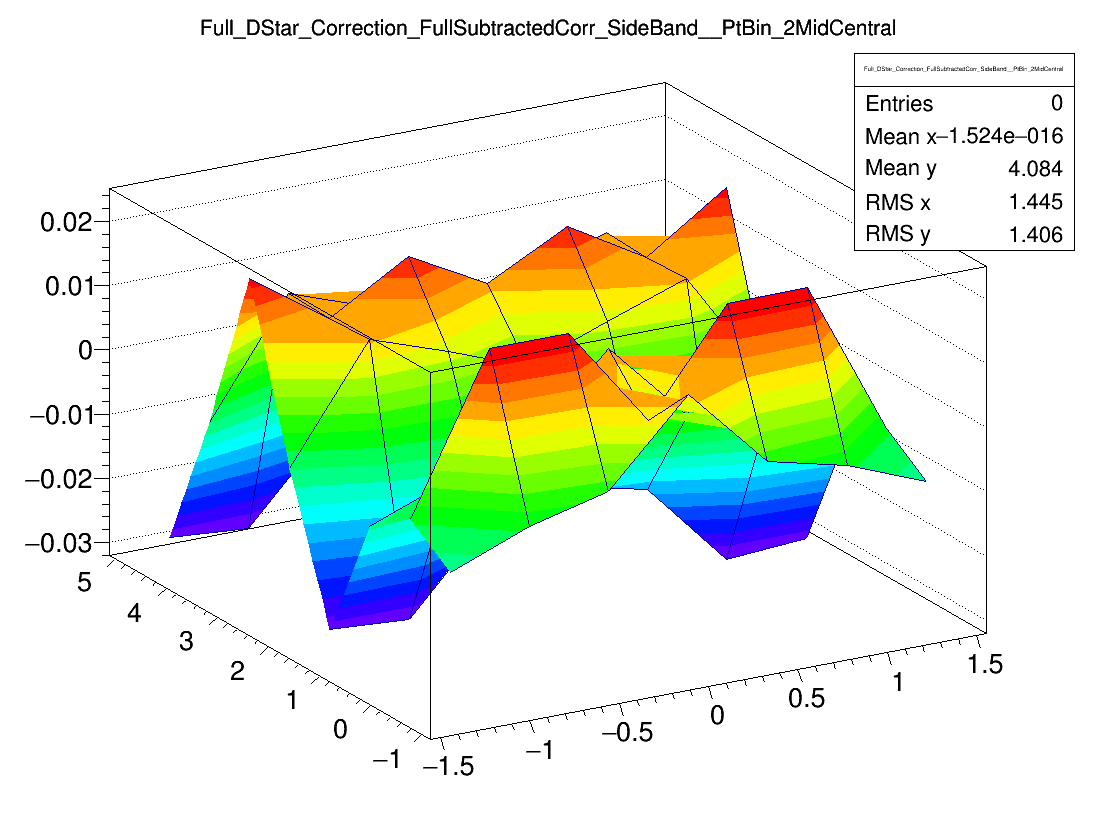 Full_DStar_Correction_FullSubtractedCorr_SideBand__PtBin_2MidCentral
Full_DStar_Correction_FullSubtractedCorr_SideBand__PtBin_2MidCentral
Entries 0
Mean x −1.524e−016
Mean y 4.084
RMS x 1.445
RMS y 1.406
0.02
0.01
0
−0.01
−0.02
−0.03
5
4
3
2
1
0
−1
−1.5
−1
−0.5
0
0.5
1
1.5